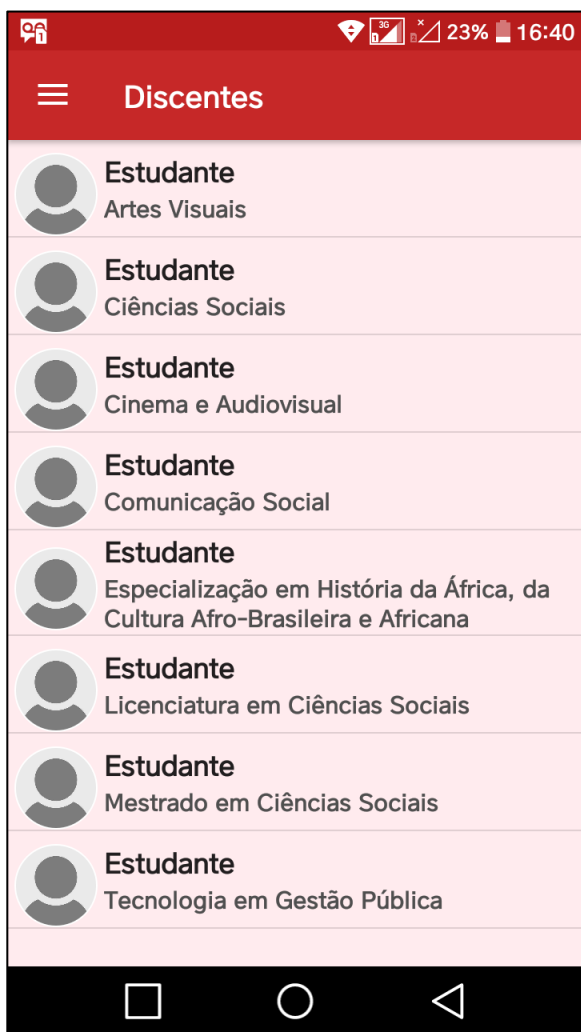 3G 23% 16:40
Discentes
Estudante
Artes Visuais
Estudante
Ciências Sociais
Estudante
Cinema e Audiovisual
Estudante
Comunicação Social
Estudante
Especialização em História da África, da
Cultura Afro-Brasileira e Africana
Estudante
Licenciatura em Ciências Sociais
Estudante
Mestrado em Ciências Sociais
Estudante
Tecnologia em Gestão Pública